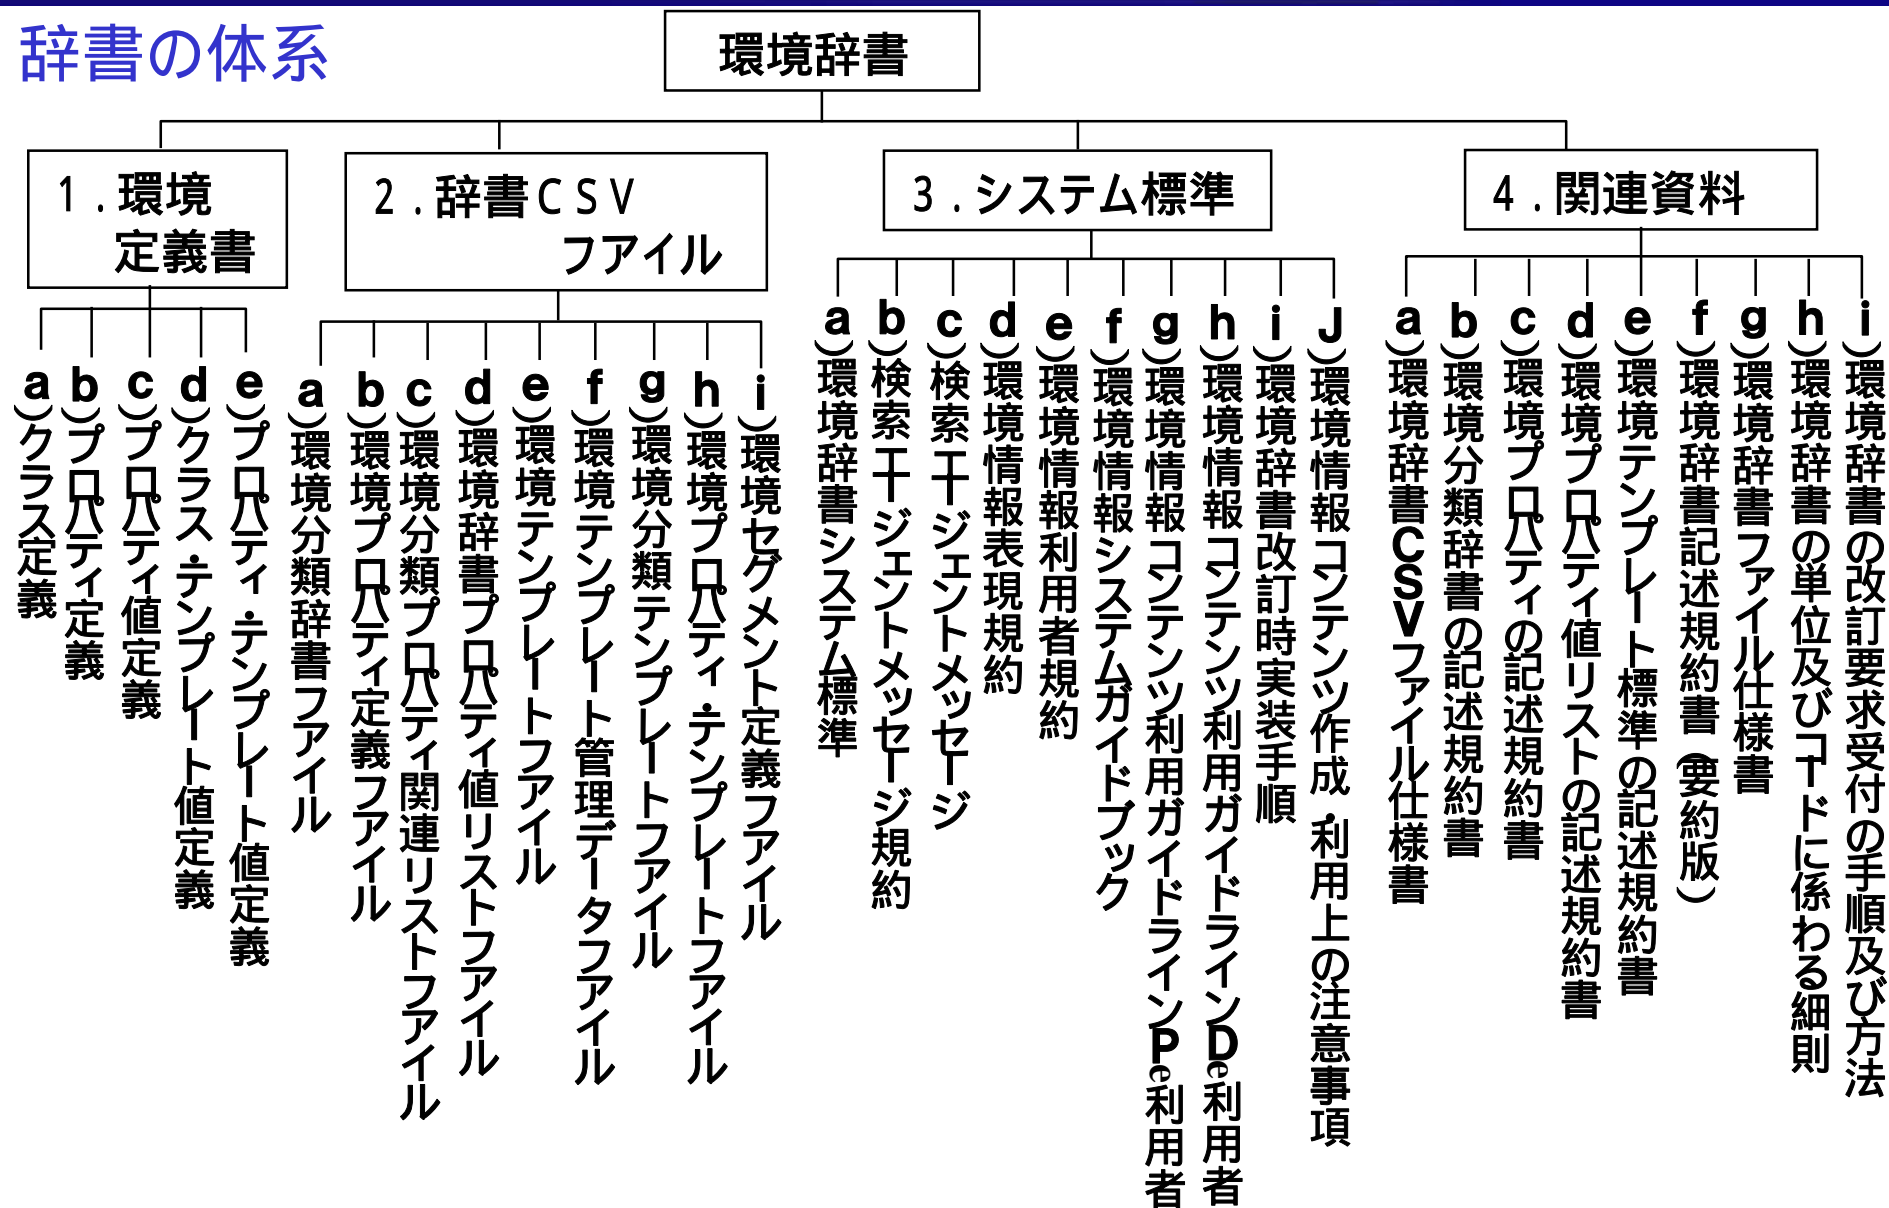 辞書の体系
環境辞書
１.環境
定義書
２.辞書ＣＳＶ
フアイル
３.システム標準
４.関連資料
a)クラス定義
b)プロパティ定義
c)プロパティ値定義
d)クラス・テンプレート値定義
e)プロパティ・テンプレート値定義
a)環境分類辞書フアイル
b)環境プロパティ定義フアイル
c)環境分類プロパティ関連リストフアイル
d)環境辞書プロパティ値リストフアイル
e)環境テンプレートフアイル
f)環境テンプレート管理データフアイル
g)環境分類テンプレートフアイル
h)環境プロパティ・テンプレートフアイル
i)環境セグメント定義フアイル
a)環境辞書システム標準
b)検索エージェントメッセージ規約
c)検索エージェントメッセージ
d)環境情報表現規約
e)環境情報利用者規約
f)環境情報システムガイドブック
g)環境情報コンテンツ利用ガイドラインPe利用者
h)環境情報コンテンツ利用ガイドラインDe利用者
i)環境辞書改訂時実装手順
J)環境情報コンテンツ作成・利用上の注意事項
a)環境辞書CSVファイル仕様書
b)環境分類辞書の記述規約書
c)環境プロパティの記述規約書
d)環境プロパティ値リストの記述規約書
e)環境テンプレート標準の記述規約書
f)環境辞書記述規約書（要約版）
g)環境辞書ファイル仕様書
h)環境辞書の単位及びコードに係わる細則
i)環境辞書の改訂要求受付の手順及び方法